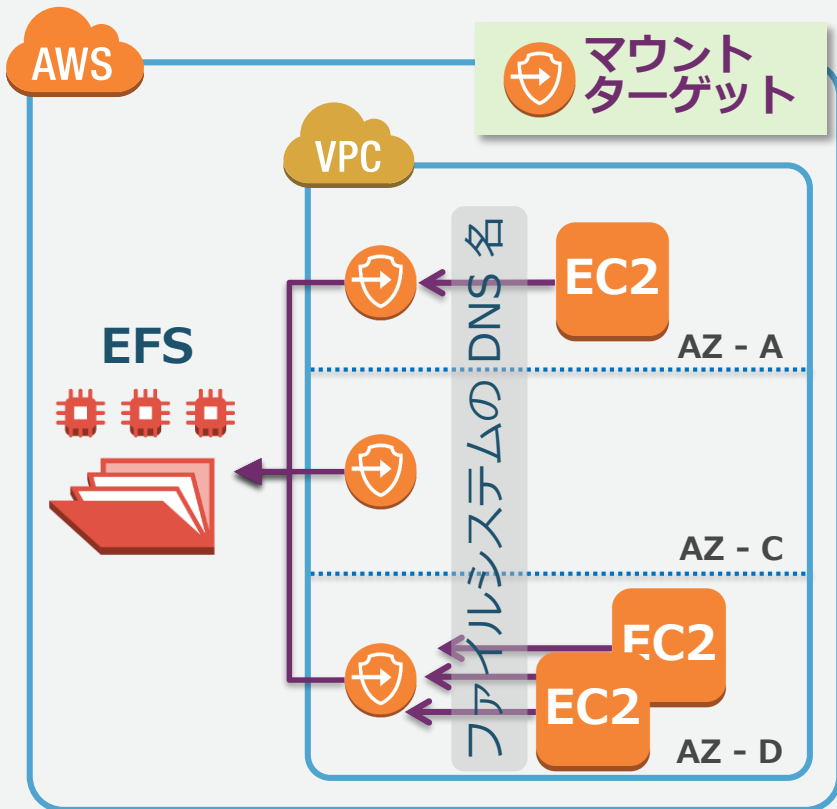 AWS
マウント
ターゲット
VPC
ファイルシステムの DNS 名
EC2
AZ - A
EFS
AZ - C
EC2
EC2
AZ - D